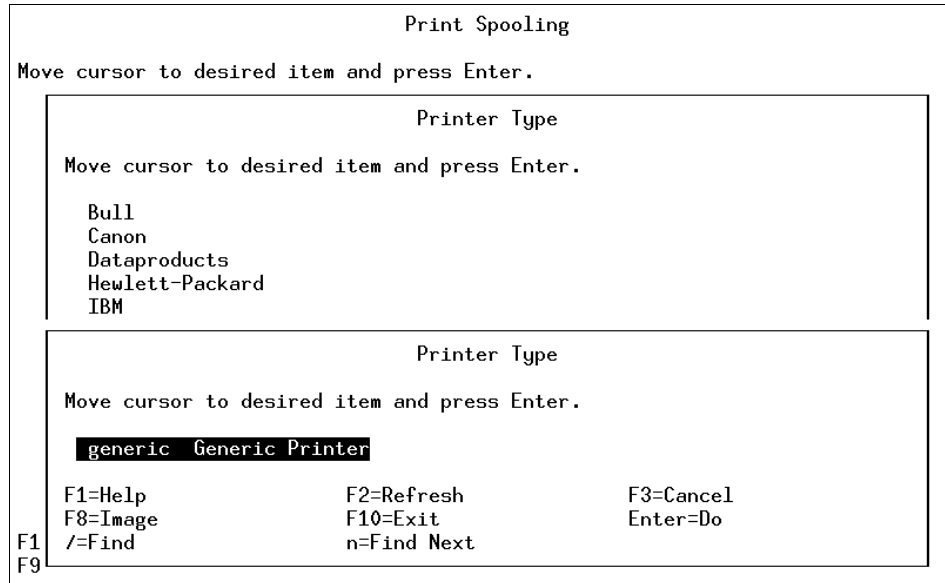 Print Spooling
Move cursor to desired item and press Enter.
Printer Type
Move cursor to desired item and press Enter.
Bull
Canon
Dataproducts
Hewlett-Packard
IBM
Printer Type
Move cursor to desired item and press Enter.
generic  Generic Printer
F1=Help F2=Refresh F3=Cancel
F8=Image F10=Exit Enter=Do
F1 /=Find n=Find Next
F9